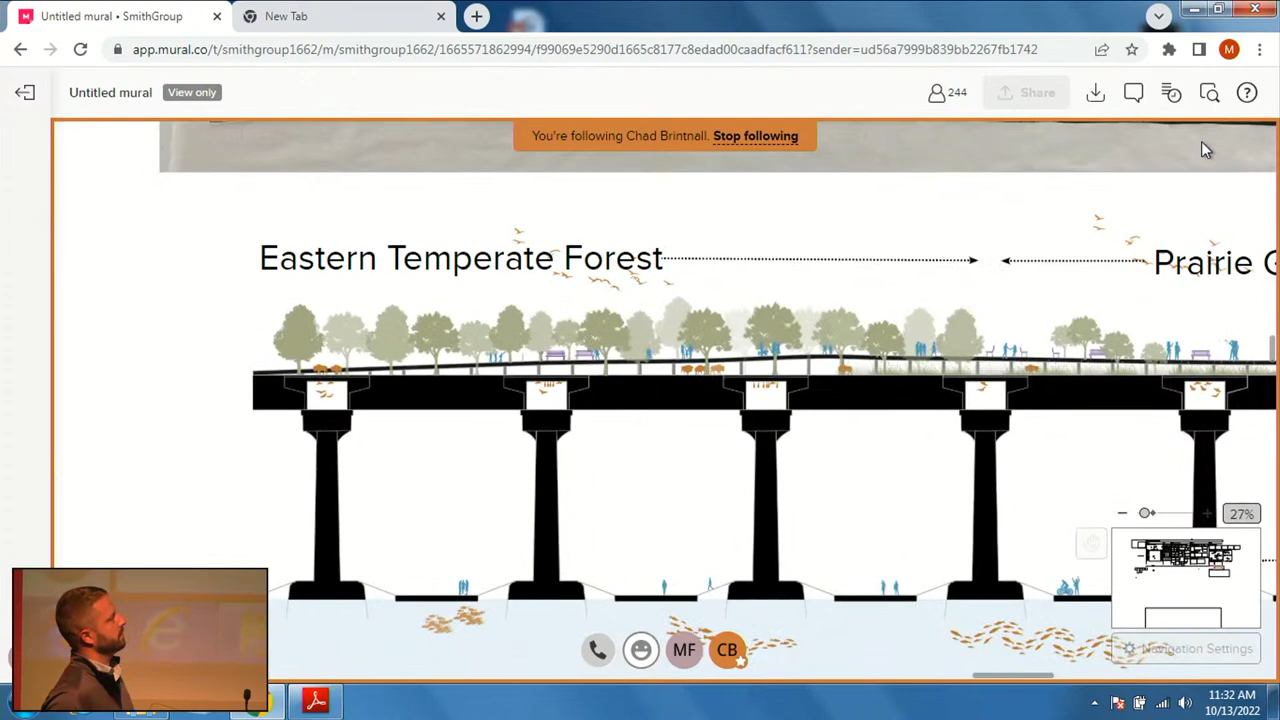 Untitled mural • SmithGroup
New Tab
app.mural.co/t/smithgroup1662/m/smithgroup1662/1665571862994/f99069e5290d1665c8177c8edad00caadfacf611?sender=ud56a7999b839bb2267fb1742
M
Untitled mural
View only
244
Share
You're following Chad Brintnall. Stop following
Eastern Temperate Forest
Prairie G
27%
MF
CB
Navigation Settings
11:32 AM
10/13/2022